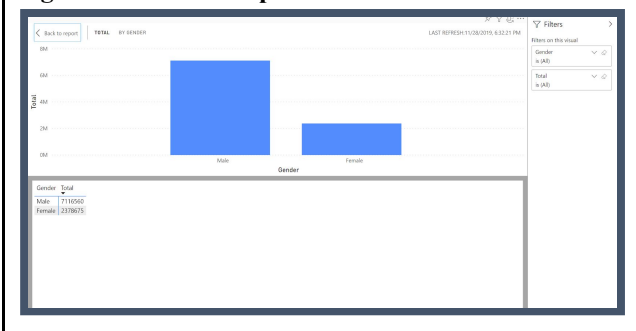 Back to report TOTAL BY GENDER LAST REFRESH:11/28/2019, 6:32:21 PM
8M
6M
4M
2M
0M
Total
Male Female
Gender
Gender Total
Male 7116560
Female 2378675
Filters
Filters on this visual
Gender
is (All)
Total
is (All)